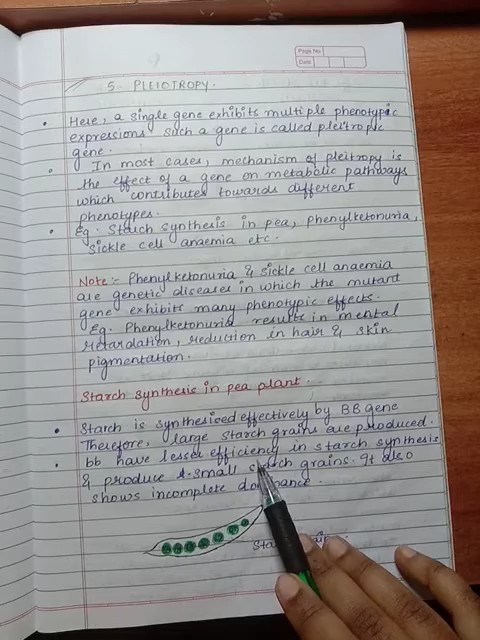 Page No.
Date
5. PLEIOTROPY.
• Here, a single gene exhibits multiple phenotypic
expressions such a gene is called pleitropic
gene.
• In most cases, mechanism of pleitropy is
the effect of a gene on metabolic pathways
which contributes towards different
phenotypes.
• Eg. Starch synthesis in pea, phenylketonuria,
sickle cell anaemia etc.
Note:- Phenylketonuria & sickle cell anaemia
are genetic diseases in which the mutant
gene exhibits many phenotypic effects.
Eg. Phenylketonuria results in mental
retardation, reduction in hair & skin
pigmentation.
Starch synthesis in pea plant.
• Starch is synthesised effectively by BB gene
Therefore, large starch grains are produced.
• bb have lesser efficiency in starch synthesis
& produce small starch grains. It also
shows incomplete dominance.